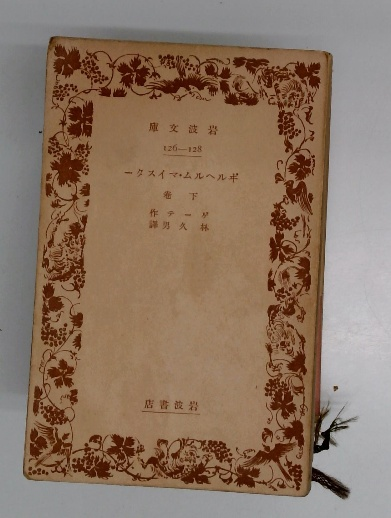 庫文波岩
126—128
ータスイマ・ムルヘルギ
巻下
作テーゲ
譯男久林
店書波岩